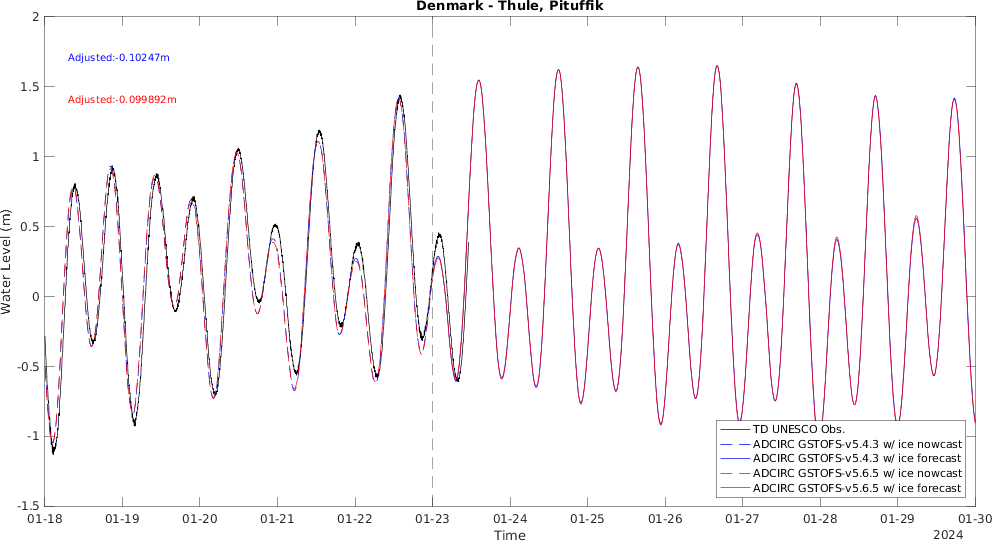 Denmark - Thule, Pituffik
2
1.5
1
0.5
0
-0.5
-1
-1.5
Water Level (m)
Adjusted:-0.10247m
Adjusted:-0.099892m
TD UNESCO Obs.
ADCIRC GSTOFS-v5.4.3 w/ ice nowcast
ADCIRC GSTOFS-v5.4.3 w/ ice forecast
ADCIRC GSTOFS-v5.6.5 w/ ice nowcast
ADCIRC GSTOFS-v5.6.5 w/ ice forecast
01-18 01-19 01-20 01-21 01-22 01-23 01-24 01-25 01-26 01-27 01-28 01-29 01-30
Time
2024